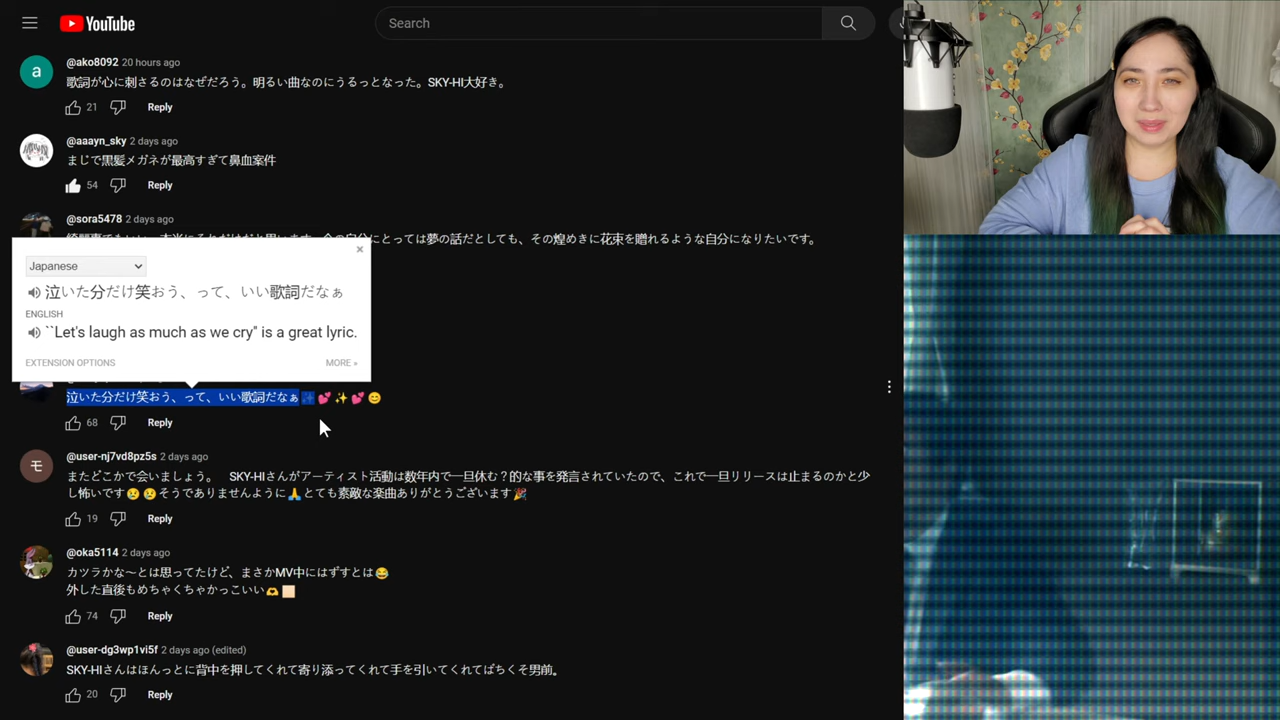 YouTube
Search
a
@ako8092 20 hours ago
歌詞が心に刺さるのはなぜだろう。明るい曲なのにうるっとなった。SKY-HI大好き。
21 Reply
@aaayn_sky 2 days ago
まじで黒髪メガネが最高すぎて鼻血案件
54 Reply
@sora5478 2 days ago
にとっては夢の話だとしても、その煌めきに花束を贈れるような自分になりたいです。
Japanese
泣いた分だけ笑おう、って、いい歌詞だなぁ
ENGLISH
``Let's laugh as much as we cry'' is a great lyric.
EXTENSION OPTIONS MORE »
泣いた分だけ笑おう、って、いい歌詞だなぁ✨💕✨💕😊
68 Reply
モ
@user-nj7vd8pz5s 2 days ago
またどこかで会いましょう。 SKY-HIさんがアーティスト活動は数年内で一旦休む？的な事を発言されていたので、これで一旦リリースは止まるのかと少
し怖いです😢😢そうでありませんように🙏とても素敵な楽曲ありがとうございます🎉
19 Reply
@oka5114 2 days ago
カツラかな〜とは思ってたけど、まさかMV中にはずすとは😂
外した直後もめちゃくちゃかっこいい🫶🏻
74 Reply
@user-dg3wp1vi5f 2 days ago (edited)
SKY-HIさんはほんっとに背中を押してくれて寄り添ってくれて手を引いてくれてばちくそ男前。
20 Reply